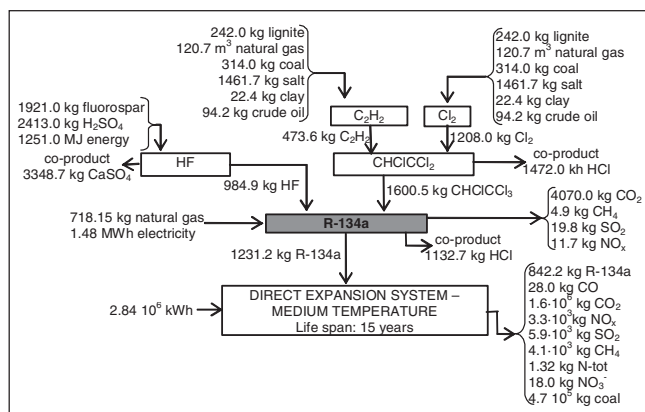 242.0 kg lignite
120.7 m³ natural gas
314.0 kg coal
1461.7 kg salt
22.4 kg clay
94.2 kg crude oil
242.0 kg lignite
120.7 m³ natural gas
314.0 kg coal
1461.7 kg salt
22.4 kg clay
94.2 kg crude oil
1921.0 kg fluorospar
2413.0 kg H₂SO₄
1251.0 MJ energy
C₂H₂
Cl₂
473.6 kg C₂H₂
1208.0 kg Cl₂
co-product
3348.7 kg CaSO₄
HF
CHClCCl₂
co-product
1472.0 kh HCl
984.9 kg HF
1600.5 kg CHClCCl₃
718.15 kg natural gas
1.48 MWh electricity
R-134a
4070.0 kg CO₂
4.9 kg CH₄
19.8 kg SO₂
11.7 kg NOₓ
1231.2 kg R-134a
co-product
1132.7 kg HCl
2.84 10⁶ kWh
DIRECT EXPANSION SYSTEM –
MEDIUM TEMPERATURE
Life span: 15 years
842.2 kg R-134a
28.0 kg CO
1.6·10⁶ kg CO₂
3.3·10³kg NOₓ
5.9·10³ kg SO₂
4.1·10³ kg CH₄
1.32 kg N-tot
18.0 kg NO₃⁻
4.7 10⁵ kg coal